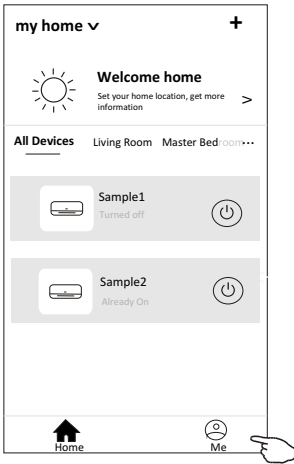 my home
Welcome home
Set your home location, get more
information
All Devices Living Room Master Bedroom
Sample1
Turned off
Sample2
Already On
Home Me